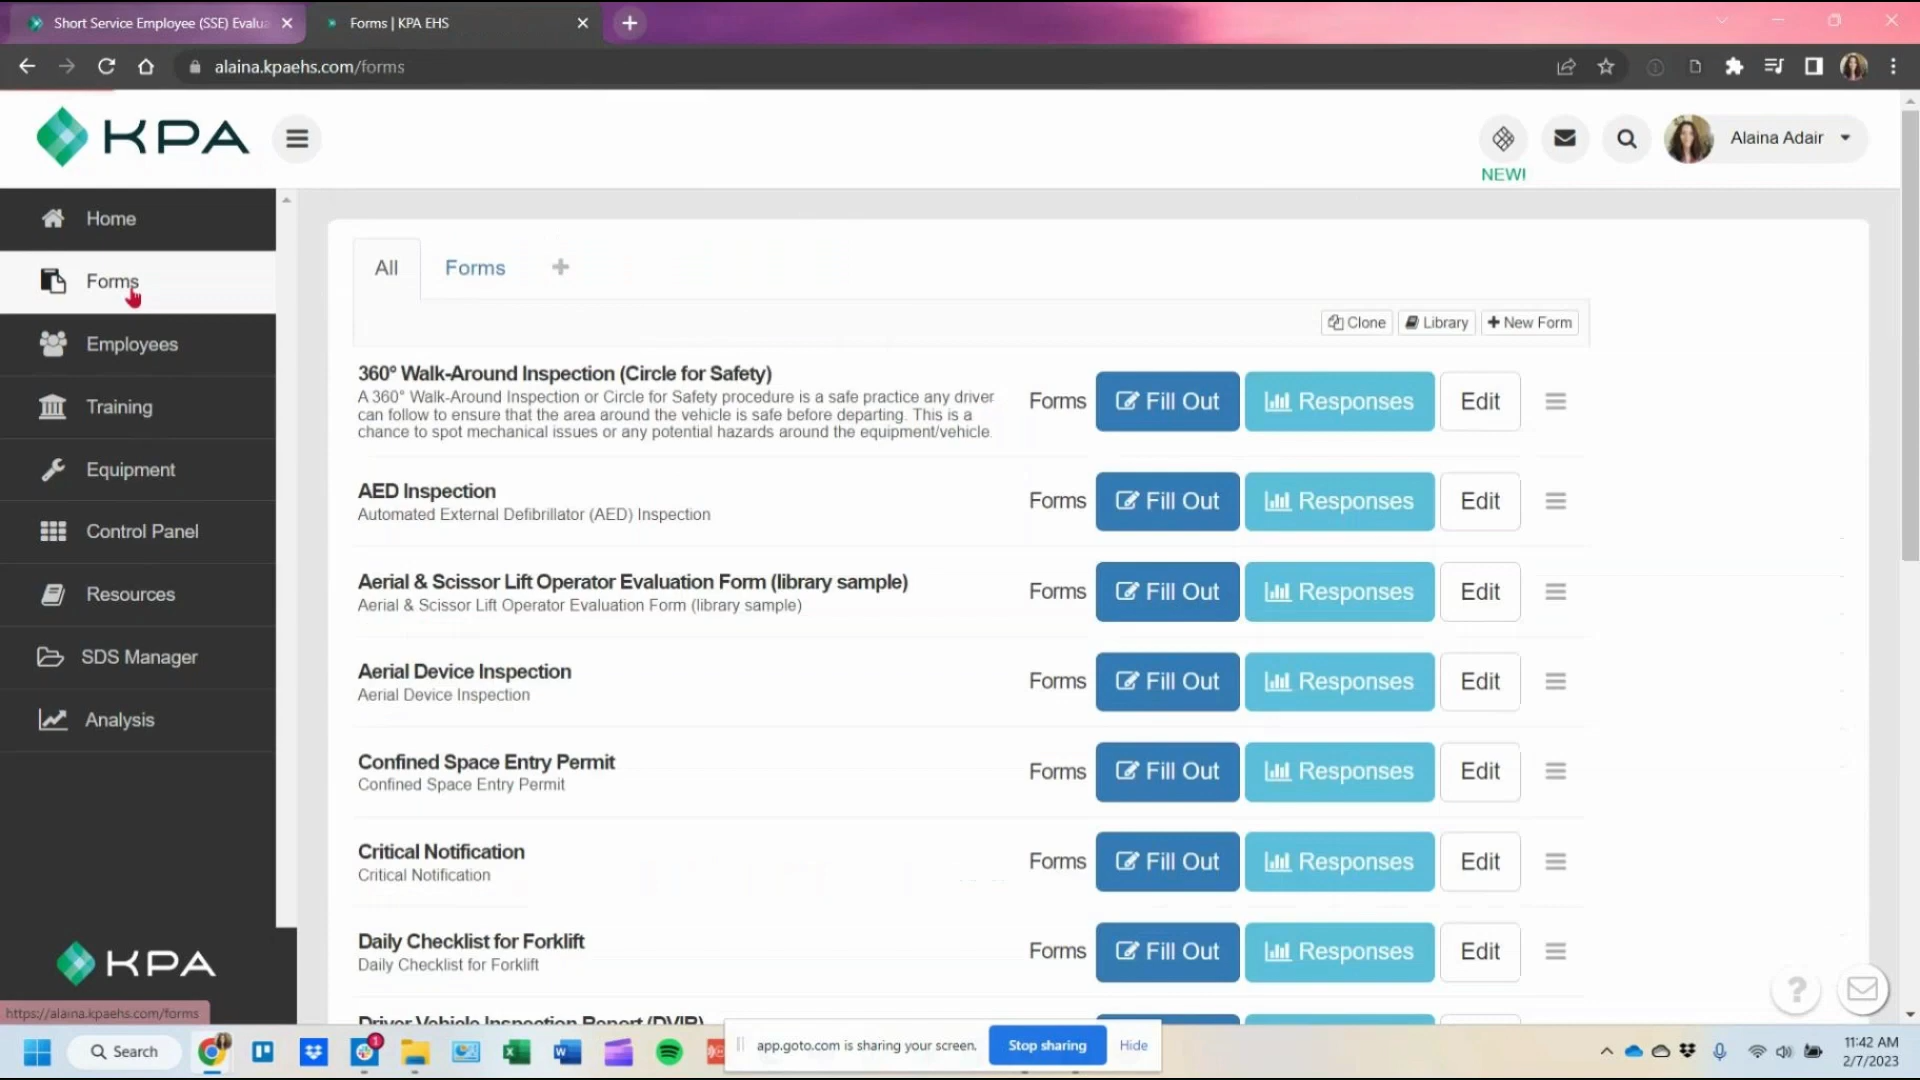 Short Service Employee (SSE) Evalua
Forms | KPA EHS
alaina.kpaehs.com/forms
KPA
NEW!
Alaina Adair
Home
Forms
Employees
Training
Equipment
Control Panel
Resources
SDS Manager
Analysis
KPA
https://alaina.kpaehs.com/forms
All
Forms
Clone
Library
New Form
360° Walk-Around Inspection (Circle for Safety)
A 360° Walk-Around Inspection or Circle for Safety procedure is a safe practice any driver
can follow to ensure that the area around the vehicle is safe before departing. This is a
chance to spot mechanical issues or any potential hazards around the equipment/vehicle.
Forms Fill Out Responses Edit
AED Inspection
Automated External Defibrillator (AED) Inspection
Forms Fill Out Responses Edit
Aerial & Scissor Lift Operator Evaluation Form (library sample)
Aerial & Scissor Lift Operator Evaluation Form (library sample)
Forms Fill Out Responses Edit
Aerial Device Inspection
Aerial Device Inspection
Forms Fill Out Responses Edit
Confined Space Entry Permit
Confined Space Entry Permit
Forms Fill Out Responses Edit
Critical Notification
Critical Notification
Forms Fill Out Responses Edit
Daily Checklist for Forklift
Daily Checklist for Forklift
Forms Fill Out Responses Edit
Driver Vehicle Inspection Report (DVIR)
Search
1
app.goto.com is sharing your screen.
Stop sharing
Hide
11:42 AM
2/7/2023